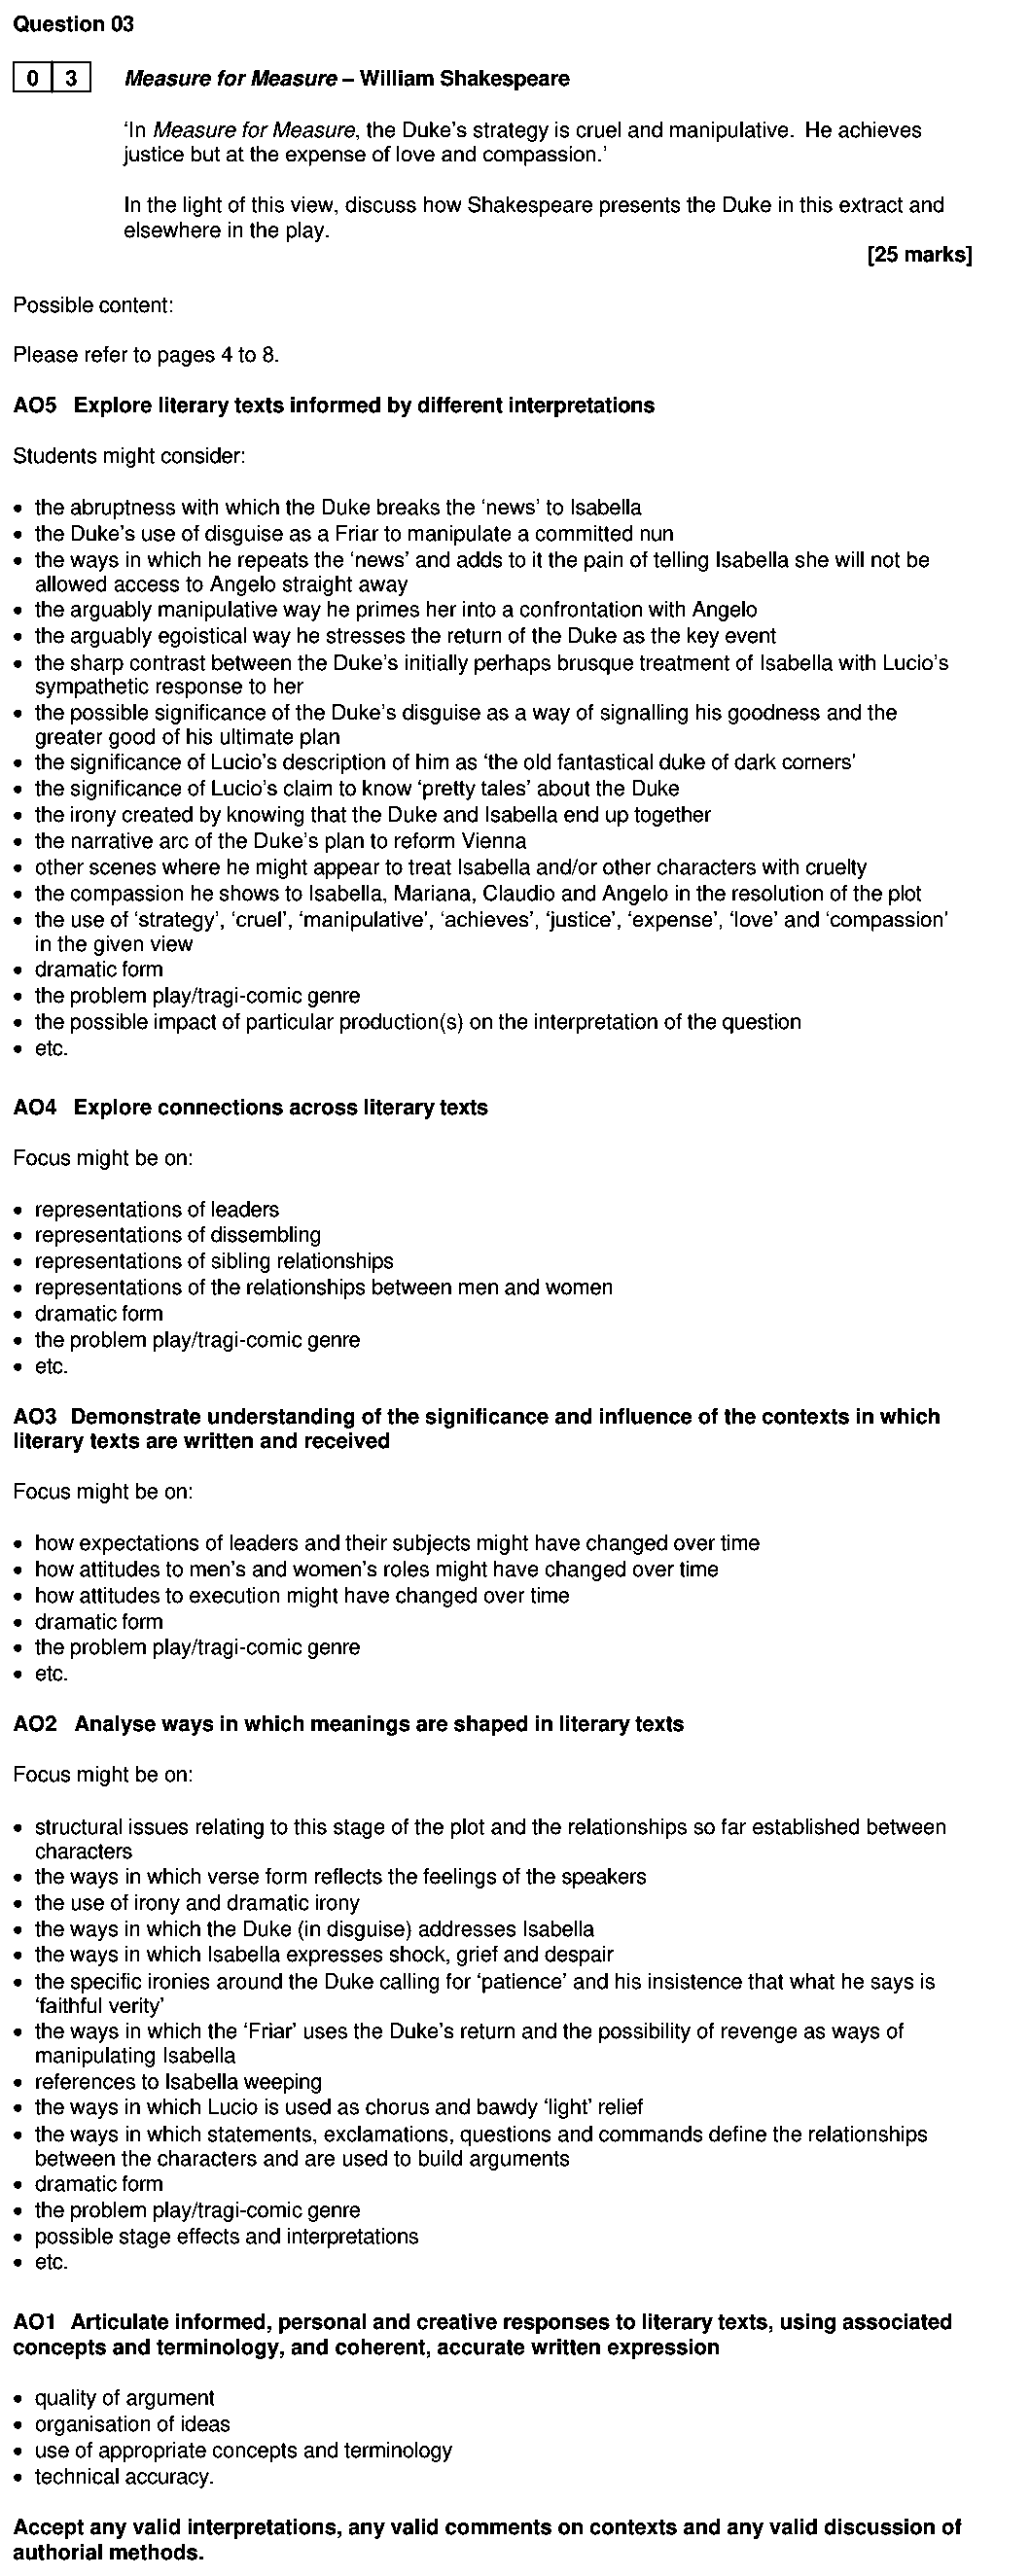 Question 03
0 3 Measure for Measure – William Shakespeare
‘In Measure for Measure, the Duke’s strategy is cruel and manipulative. He achieves
justice but at the expense of love and compassion.’
In the light of this view, discuss how Shakespeare presents the Duke in this extract and
elsewhere in the play.
[25 marks]
Possible content:
Please refer to pages 4 to 8.
AO5 Explore literary texts informed by different interpretations
Students might consider:
• the abruptness with which the Duke breaks the ‘news’ to Isabella
• the Duke’s use of disguise as a Friar to manipulate a committed nun
• the ways in which he repeats the ‘news’ and adds to it the pain of telling Isabella she will not be
allowed access to Angelo straight away
• the arguably manipulative way he primes her into a confrontation with Angelo
• the arguably egoistical way he stresses the return of the Duke as the key event
• the sharp contrast between the Duke’s initially perhaps brusque treatment of Isabella with Lucio’s
sympathetic response to her
• the possible significance of the Duke’s disguise as a way of signalling his goodness and the
greater good of his ultimate plan
• the significance of Lucio’s description of him as ‘the old fantastical duke of dark corners’
• the significance of Lucio’s claim to know ‘pretty tales’ about the Duke
• the irony created by knowing that the Duke and Isabella end up together
• the narrative arc of the Duke’s plan to reform Vienna
• other scenes where he might appear to treat Isabella and/or other characters with cruelty
• the compassion he shows to Isabella, Mariana, Claudio and Angelo in the resolution of the plot
• the use of ‘strategy’, ‘cruel’, ‘manipulative’, ‘achieves’, ‘justice’, ‘expense’, ‘love’ and ‘compassion’
in the given view
• dramatic form
• the problem play/tragi-comic genre
• the possible impact of particular production(s) on the interpretation of the question
• etc.
AO4 Explore connections across literary texts
Focus might be on:
• representations of leaders
• representations of dissembling
• representations of sibling relationships
• representations of the relationships between men and women
• dramatic form
• the problem play/tragi-comic genre
• etc.
AO3 Demonstrate understanding of the significance and influence of the contexts in which
literary texts are written and received
Focus might be on:
• how expectations of leaders and their subjects might have changed over time
• how attitudes to men’s and women’s roles might have changed over time
• how attitudes to execution might have changed over time
• dramatic form
• the problem play/tragi-comic genre
• etc.
AO2 Analyse ways in which meanings are shaped in literary texts
Focus might be on:
• structural issues relating to this stage of the plot and the relationships so far established between
characters
• the ways in which verse form reflects the feelings of the speakers
• the use of irony and dramatic irony
• the ways in which the Duke (in disguise) addresses Isabella
• the ways in which Isabella expresses shock, grief and despair
• the specific ironies around the Duke calling for ‘patience’ and his insistence that what he says is
‘faithful verity’
• the ways in which the ‘Friar’ uses the Duke’s return and the possibility of revenge as ways of
manipulating Isabella
• references to Isabella weeping
• the ways in which Lucio is used as chorus and bawdy ‘light’ relief
• the ways in which statements, exclamations, questions and commands define the relationships
between the characters and are used to build arguments
• dramatic form
• the problem play/tragi-comic genre
• possible stage effects and interpretations
• etc.
AO1 Articulate informed, personal and creative responses to literary texts, using associated
concepts and terminology, and coherent, accurate written expression
• quality of argument
• organisation of ideas
• use of appropriate concepts and terminology
• technical accuracy.
Accept any valid interpretations, any valid comments on contexts and any valid discussion of
authorial methods.